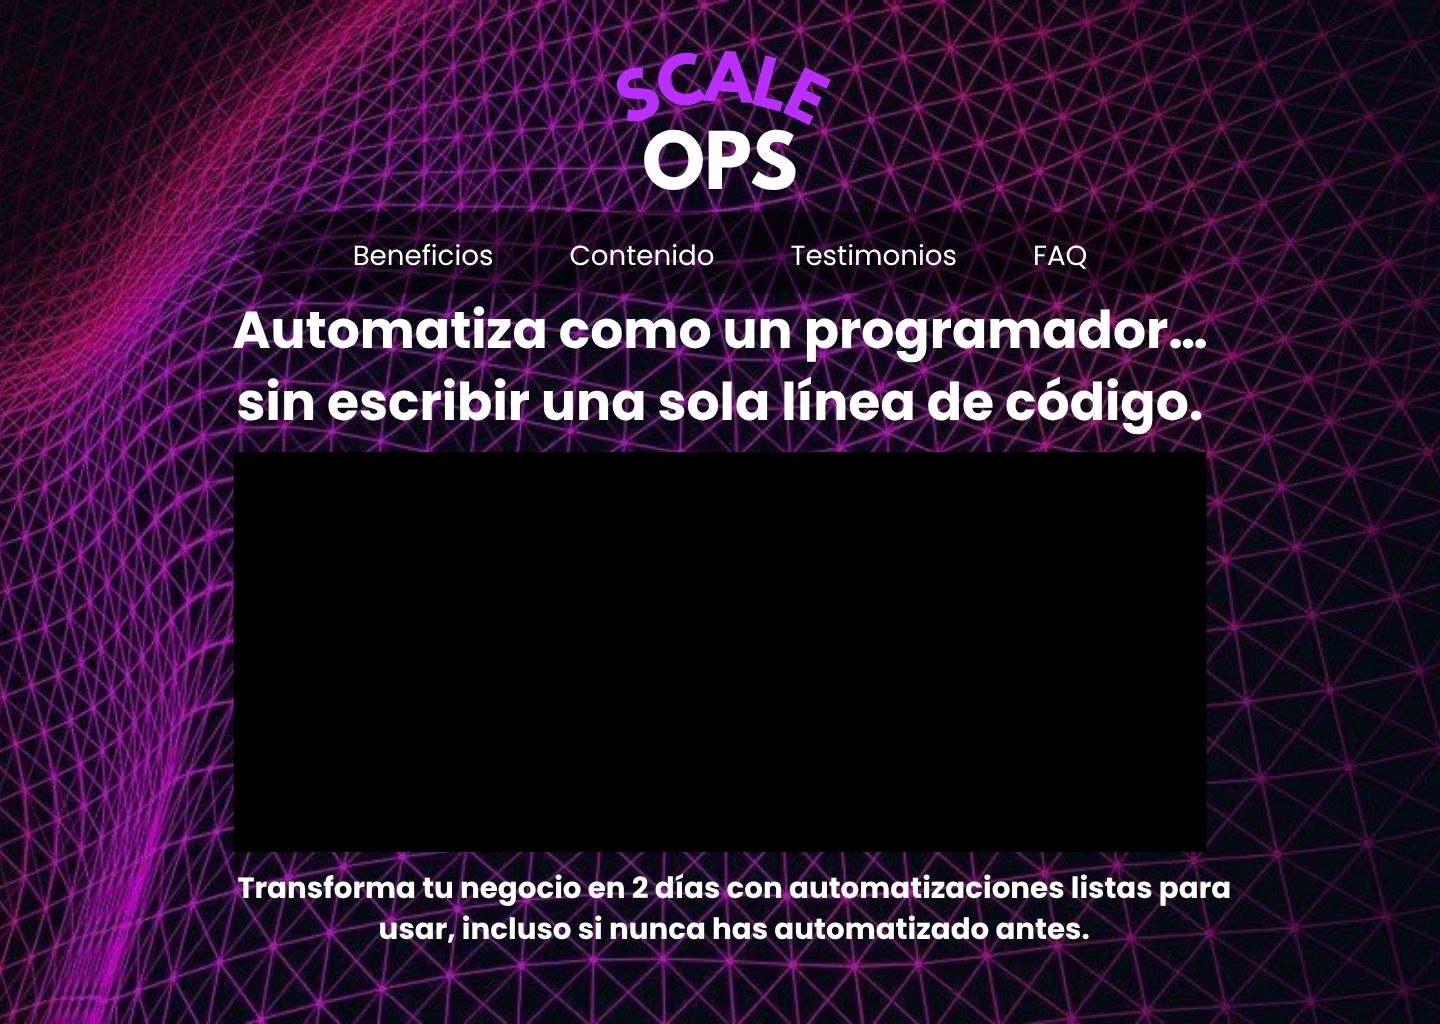 SCALE
OPS
Beneficios Contenido Testimonios FAQ
Automatiza como un programador...
sin escribir una sola línea de código.
Transforma tu negocio en 2 días con automatizaciones listas para
usar, incluso si nunca has automatizado antes.